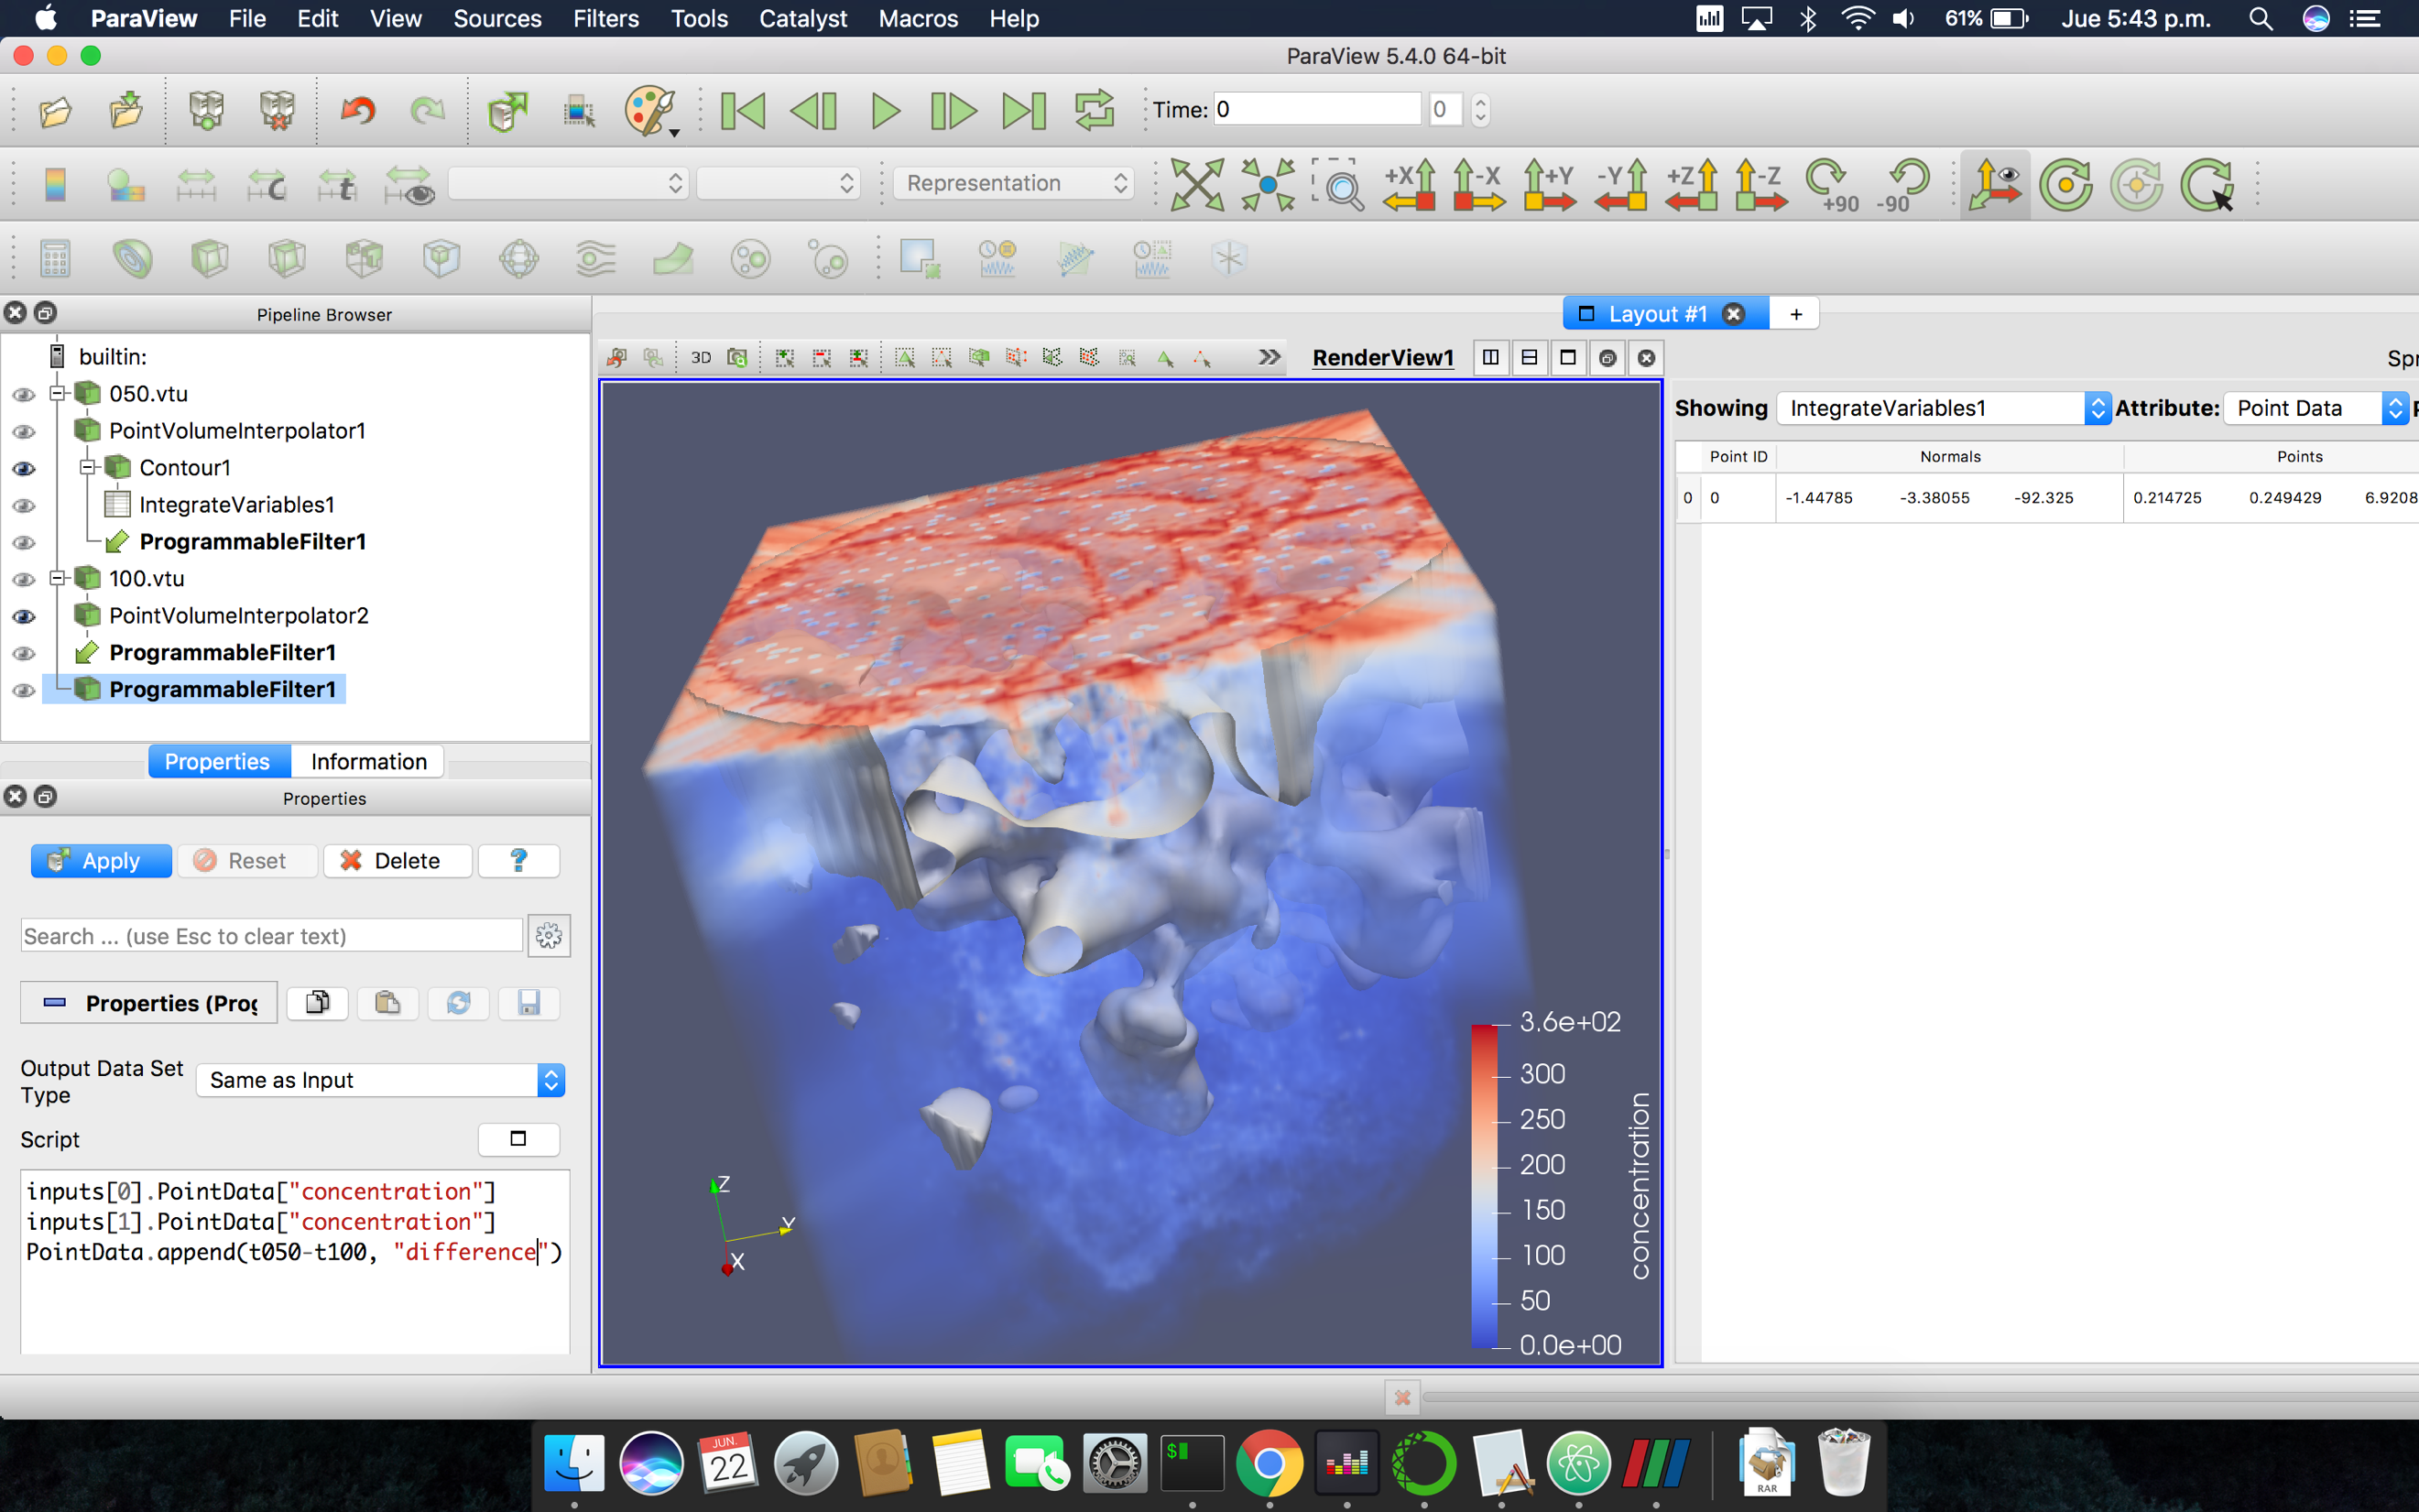 ParaView File Edit View Sources Filters Tools Catalyst Macros Help 61% Jue 5:43 p.m.
ParaView 5.4.0 64-bit
Time: 0 0
C t Representation +X -X +Y -Y +Z -Z +90 -90
Pipeline Browser
builtin:
050.vtu
PointVolumeInterpolator1
Contour1
IntegrateVariables1
ProgrammableFilter1
100.vtu
PointVolumeInterpolator2
ProgrammableFilter1
ProgrammableFilter1
Properties Information
Properties
Apply Reset Delete ?
Search ... (use Esc to clear text)
Properties (Prog
Output Data Set Type Same as Input
Script
inputs[0].PointData["concentration"]
inputs[1].PointData["concentration"]
PointData.append(t050-t100, "difference")
Layout #1 +
3D RenderView1
Z
Y
X
3.6e+02
300
250
200
150
100
50
0.0e+00
concentration
Showing IntegrateVariables1 Attribute: Point Data
Point ID Normals Points
0 0 -1.44785 -3.38055 -92.325 0.214725 0.249429 6.9208
JUN.
22
$
RAR